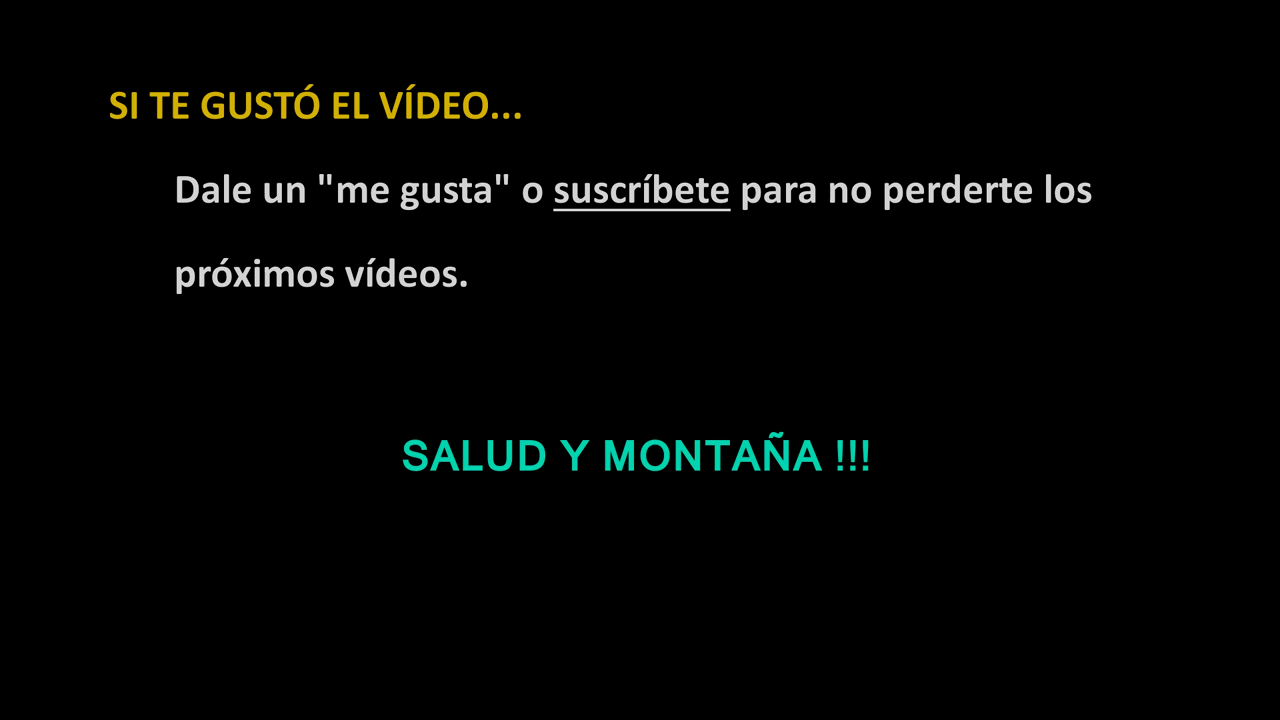 SI TE GUSTÓ EL VÍDEO...
Dale un "me gusta" o suscríbete para no perderte los
próximos vídeos.
SALUD Y MONTAÑA !!!